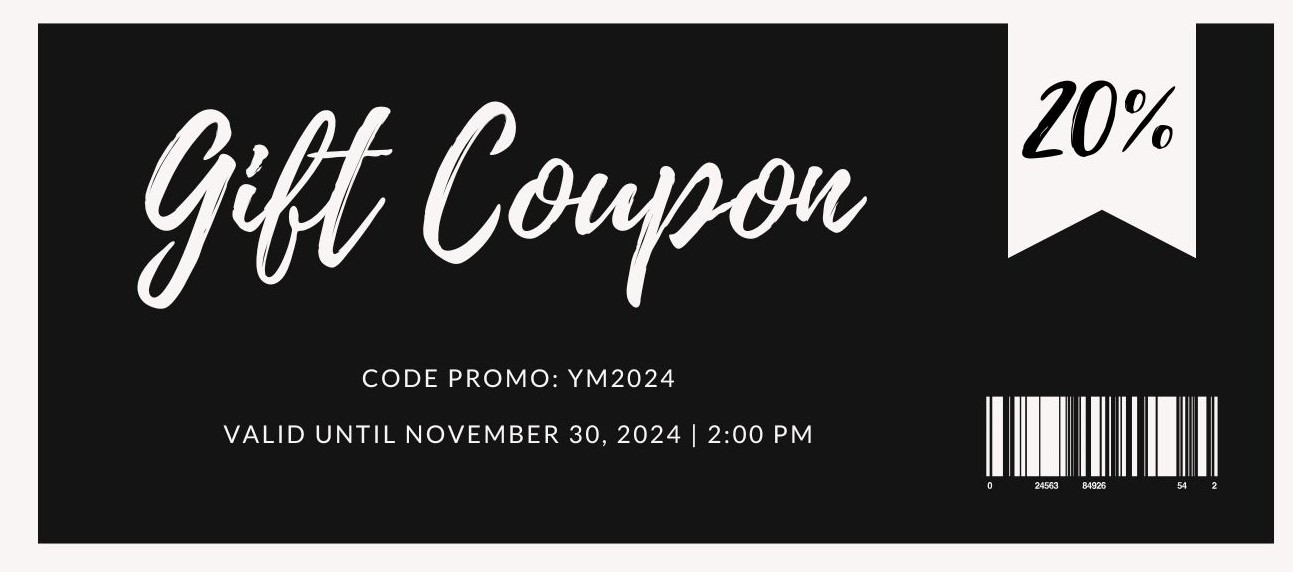 20%
Gift Coupon
CODE PROMO: YM2024
VALID UNTIL NOVEMBER 30, 2024 | 2:00 PM
0 24563 84926 54 2